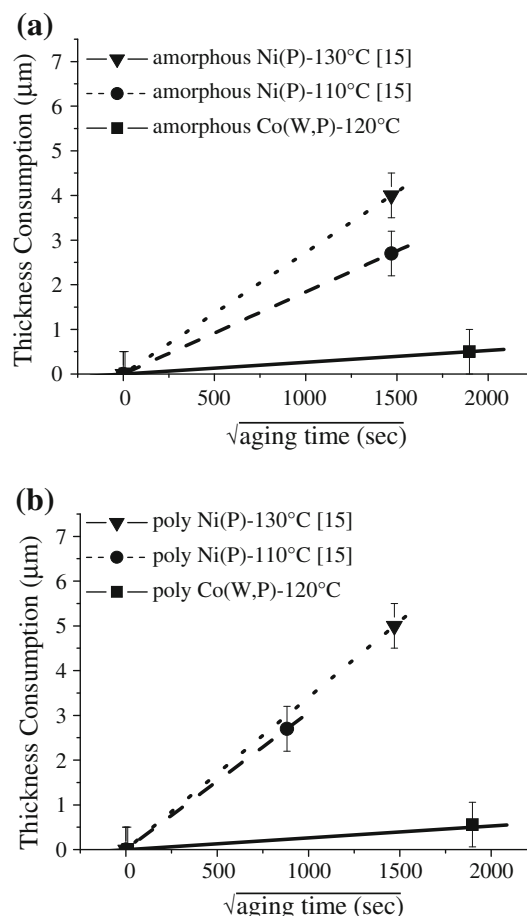 (a)
amorphous Ni(P)-130°C [15]
amorphous Ni(P)-110°C [15]
amorphous Co(W,P)-120°C
Thickness Consumption (μm)
7
6
5
4
3
2
1
0
0 500 1000 1500 2000
√aging time (sec)
(b)
poly Ni(P)-130°C [15]
poly Ni(P)-110°C [15]
poly Co(W,P)-120°C
Thickness Consumption (μm)
7
6
5
4
3
2
1
0
0 500 1000 1500 2000
√aging time (sec)